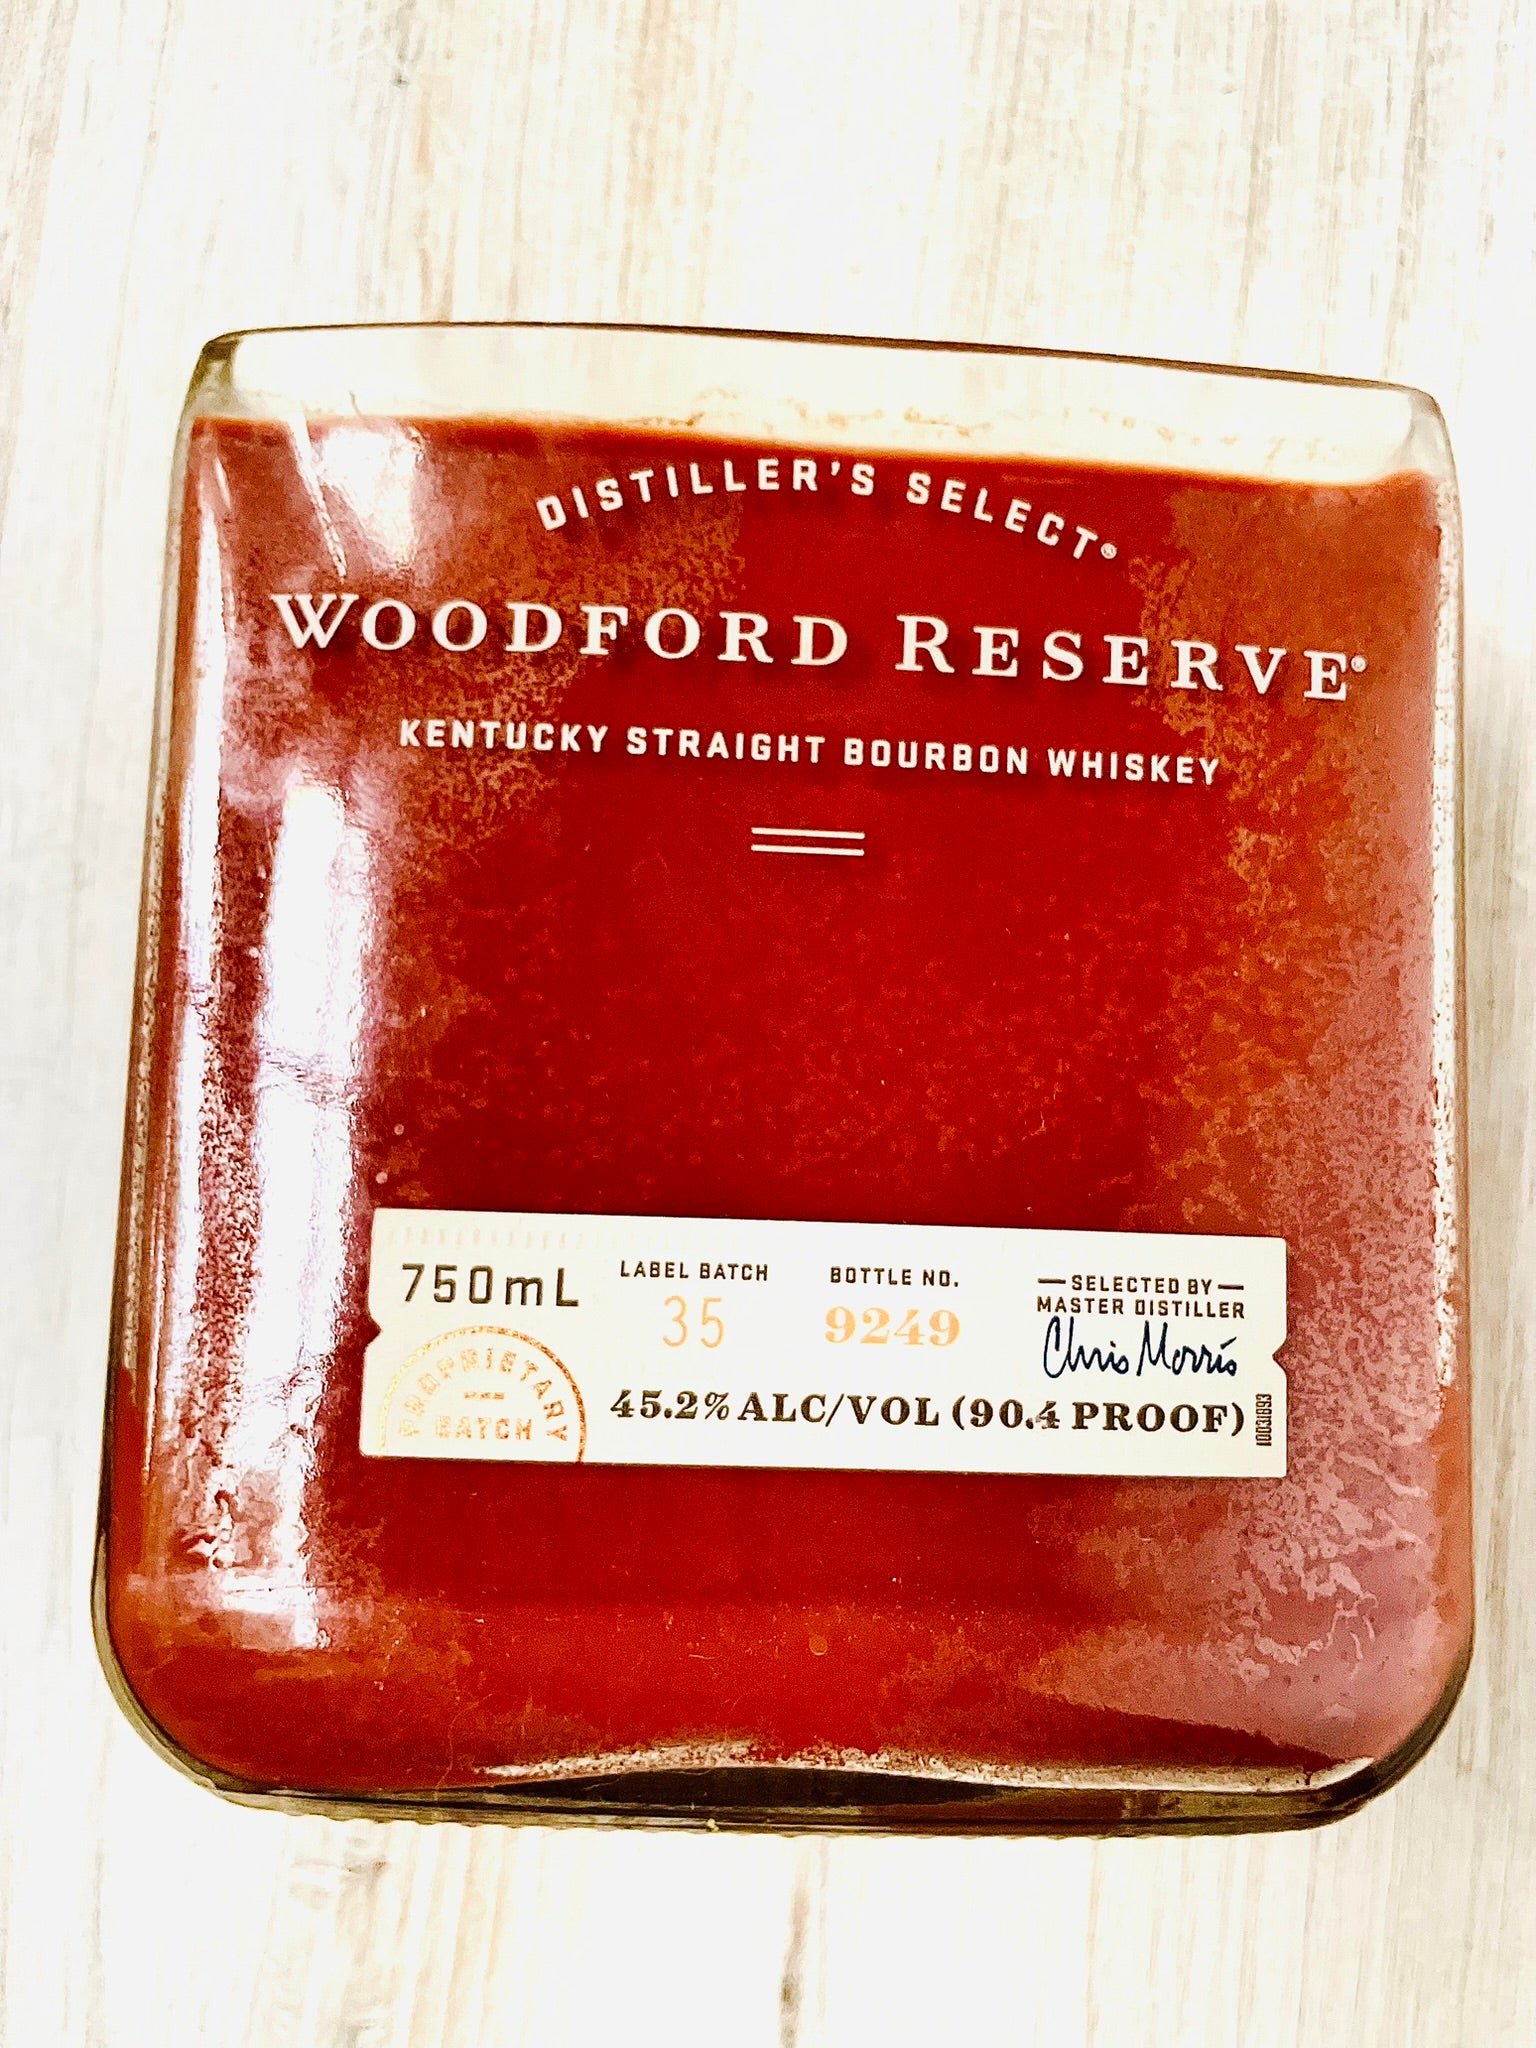 DISTILLER'S SELECT®
WOODFORD RESERVE®
KENTUCKY STRAIGHT BOURBON WHISKEY
750mL
LABEL BATCH
35
BOTTLE NO.
9249
SELECTED BY
MASTER DISTILLER
Chris Morris
PROPRIETARY
BATCH
45.2% ALC/VOL (90.4 PROOF)